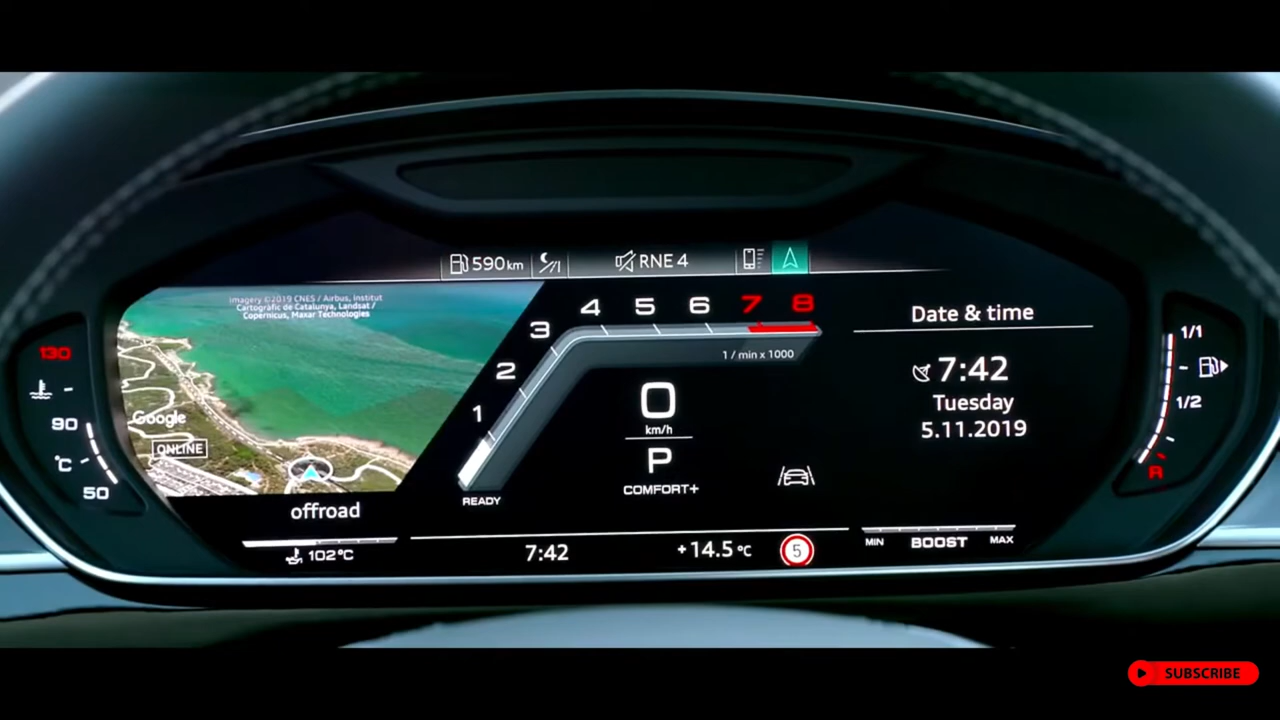 590km
RNE 4
Imagery ©2019 CNES / Airbus, Institut
Cartogràfic de Catalunya, Landsat /
Copernicus, Maxar Technologies
4 5 6 7 8
3
2
1
1 / min x 1000
Date & time
7:42
Tuesday
5.11.2019
130
90
°C
50
Google
ONLINE
0
km/h
P
COMFORT+
READY
offroad
102°C
7:42
+14.5 °C
5
MIN BOOST MAX
1/1
1/2
R
SUBSCRIBE